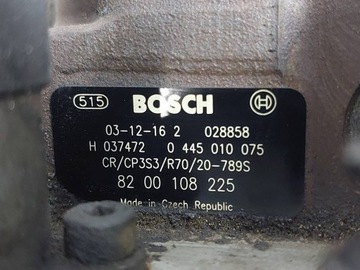 515 BOSCH
03-12-16 2 028858
H 037472 0 445 010 075
CR/CP3S3/R70/20-789S
82 00 108 225
Made in Czech Republic